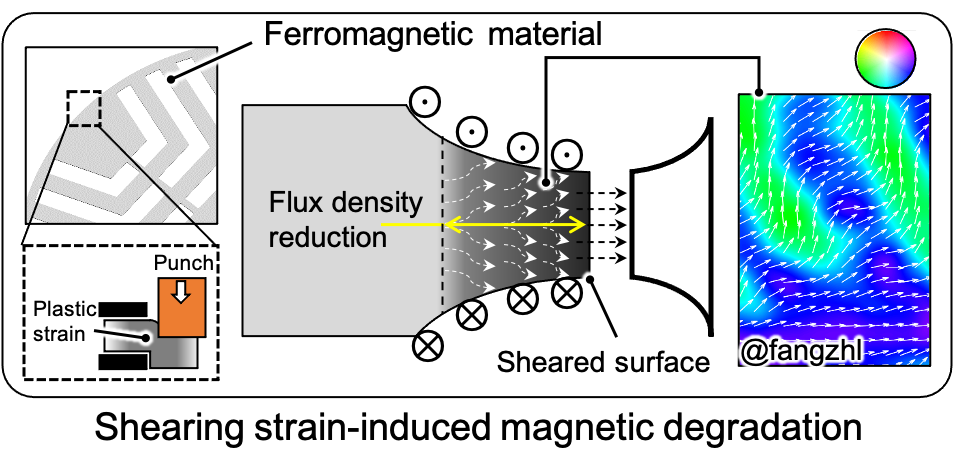 Ferromagnetic material
Flux density
reduction
Punch
Plastic
strain
Sheared surface
@fangzhl
Shearing strain-induced magnetic degradation